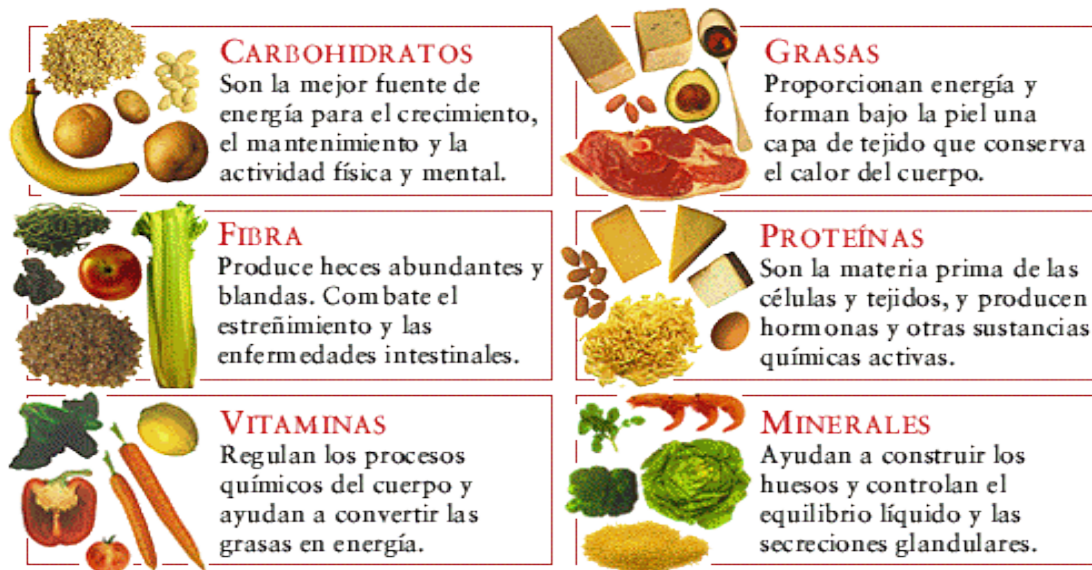 CARBOHIDRATOS
Son la mejor fuente de
energía para el crecimiento,
el mantenimiento y la
actividad física y mental.
GRASAS
Proporcionan energía y
forman bajo la piel una
capa de tejido que conserva
el calor del cuerpo.
FIBRA
Produce heces abundantes y
blandas. Combate el
estreñimiento y las
enfermedades intestinales.
PROTEÍNAS
Son la materia prima de las
células y tejidos, y producen
hormonas y otras sustancias
químicas activas.
VITAMINAS
Regulan los procesos
químicos del cuerpo y
ayudan a convertir las
grasas en energía.
MINERALES
Ayudan a construir los
huesos y controlan el
equilibrio líquido y las
secreciones glandulares.